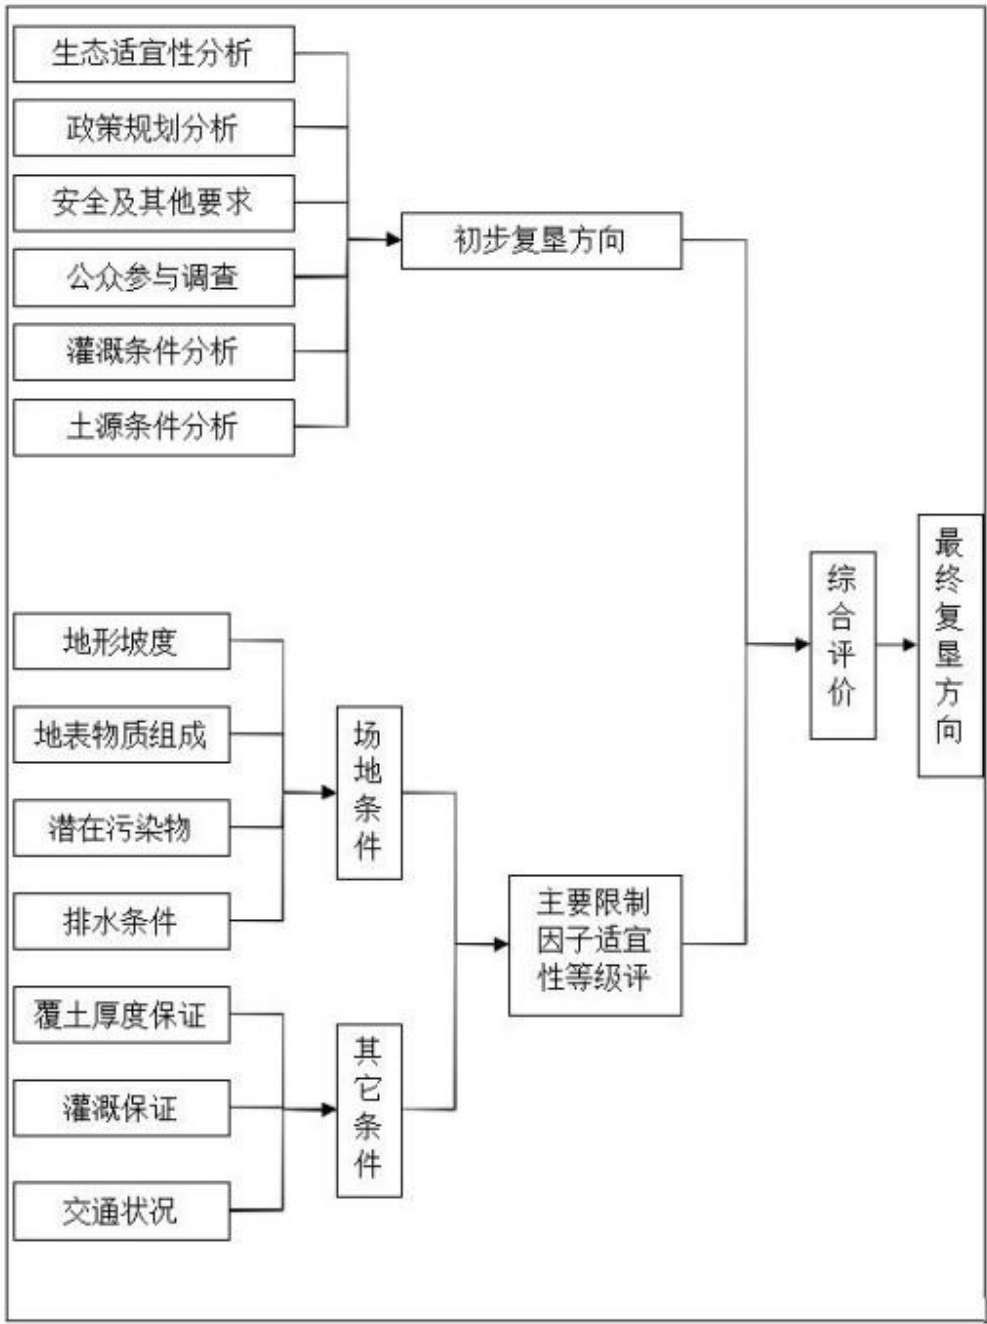 生态适宜性分析
政策规划分析
安全及其他要求
公众参与调查
灌溉条件分析
土源条件分析
初步复垦方向
地形坡度
地表物质组成
潜在污染物
排水条件
场地条件
覆土厚度保证
灌溉保证
交通状况
其它条件
主要限制
因子适宜
性等级评
综合评价
最终复垦方向